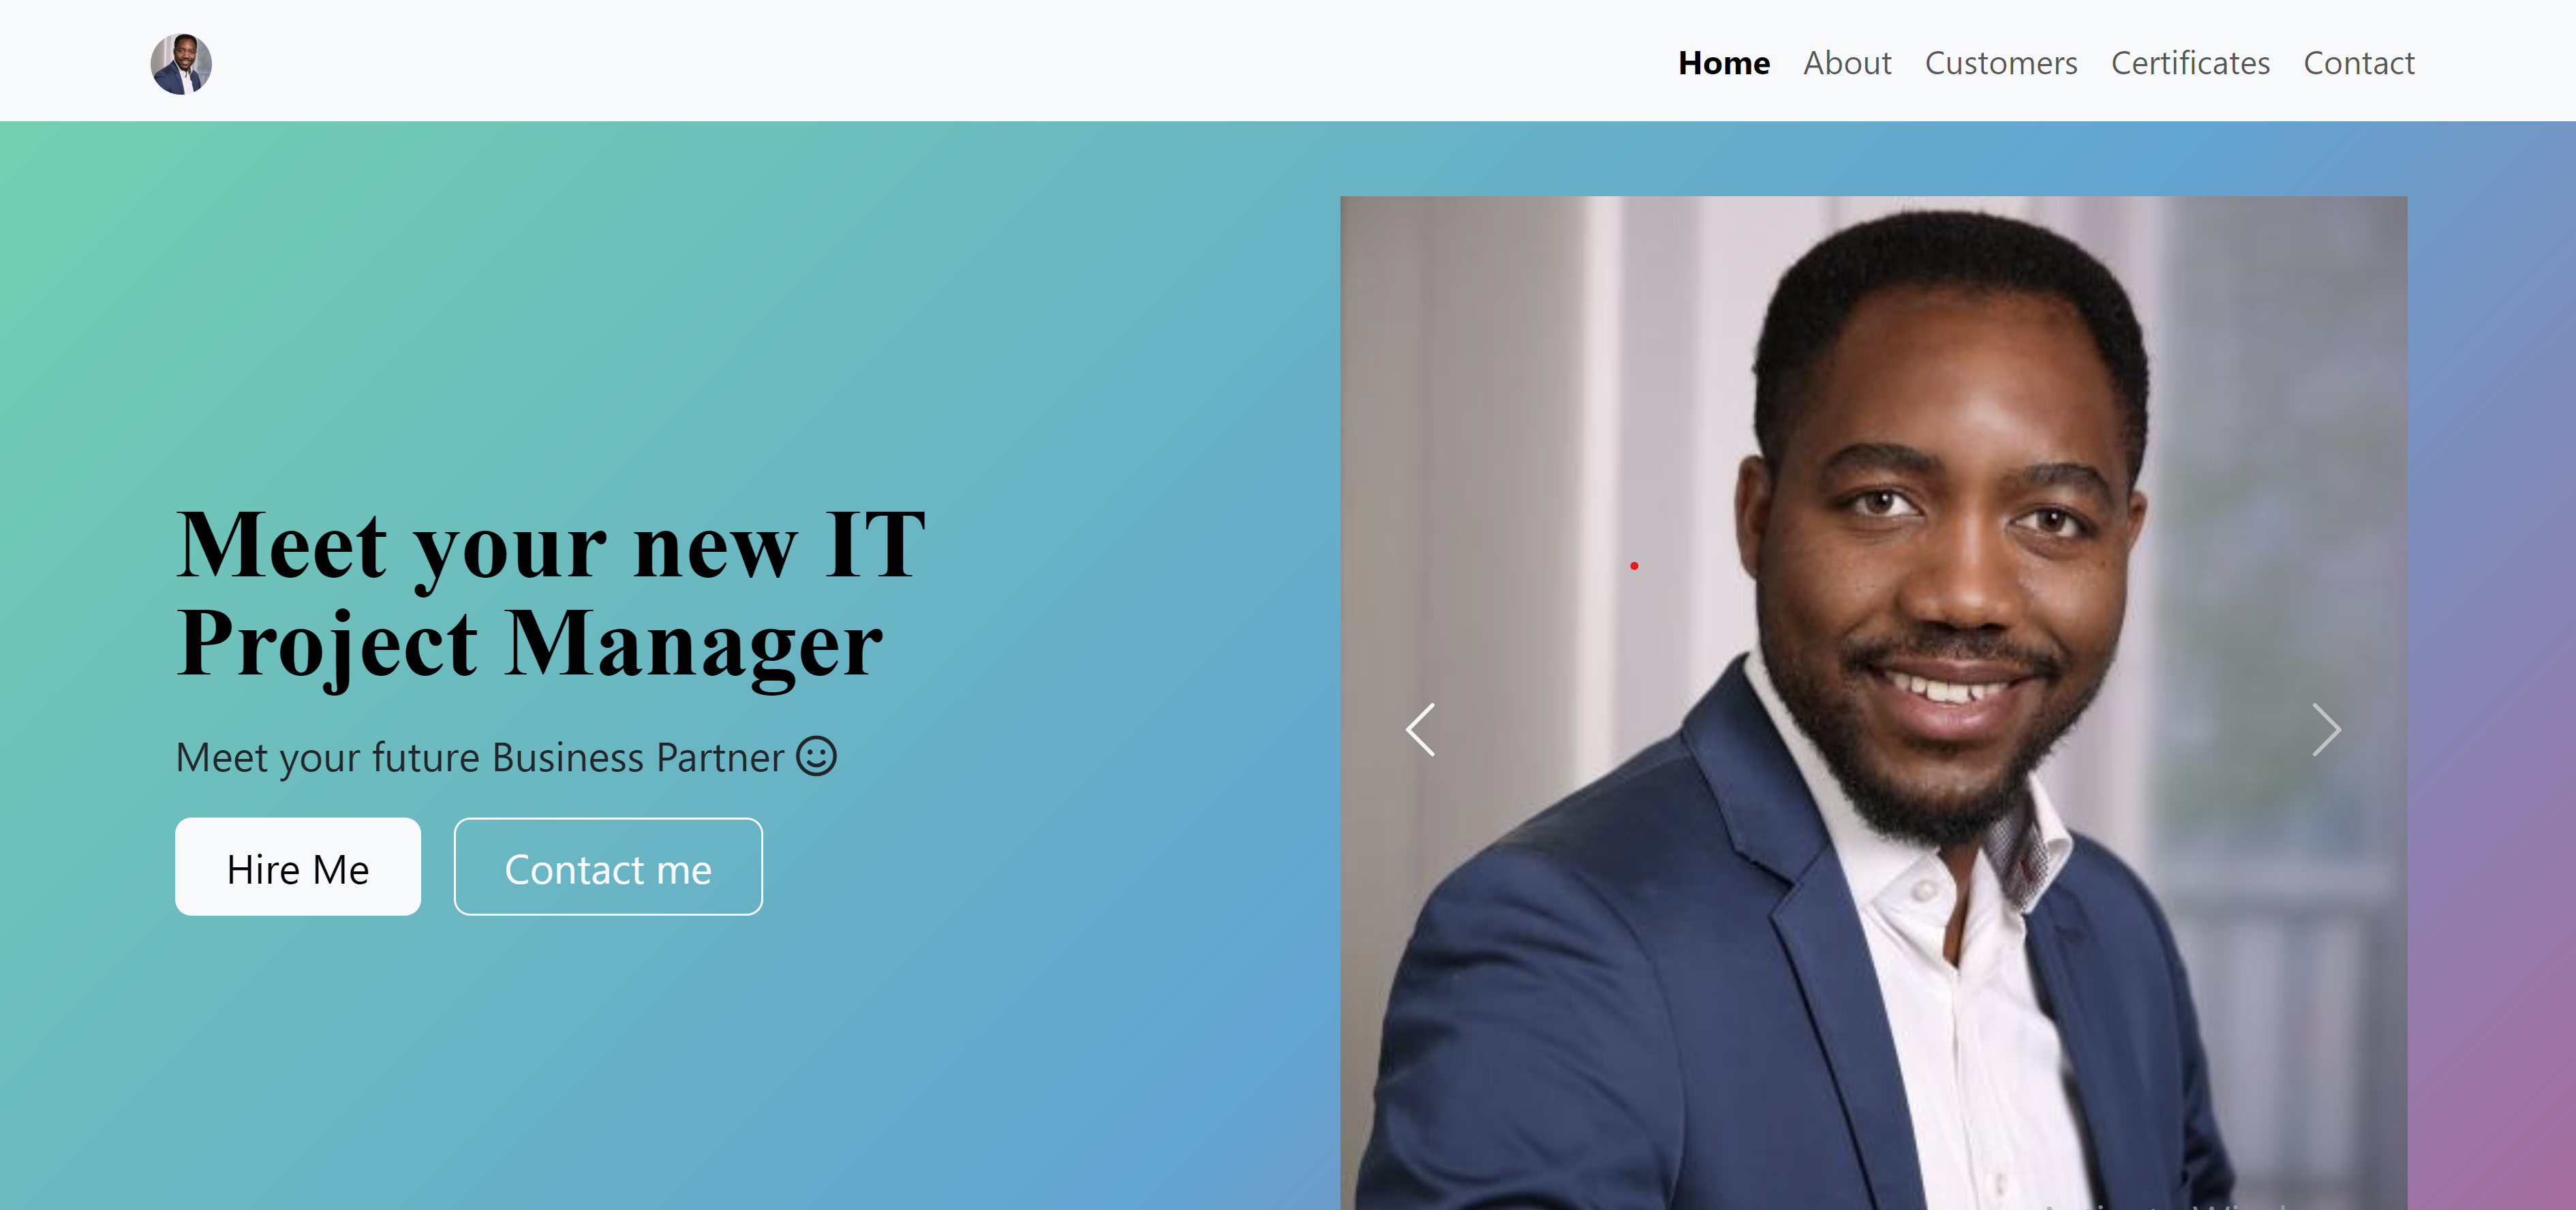 Home About Customers Certificates Contact
Meet your new IT
Project Manager
Meet your future Business Partner
Hire Me
Contact me